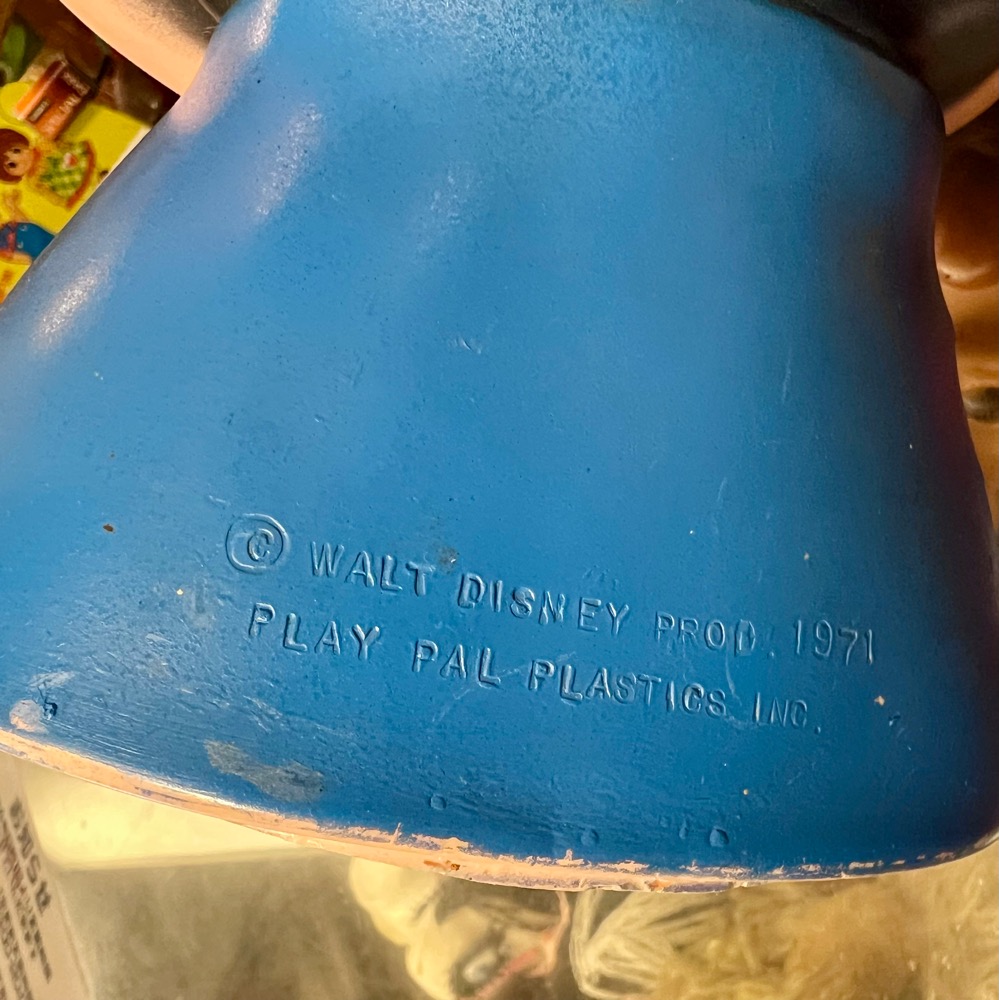 © WALT DISNEY PROD. 1971
PLAY PAL PLASTICS INC.